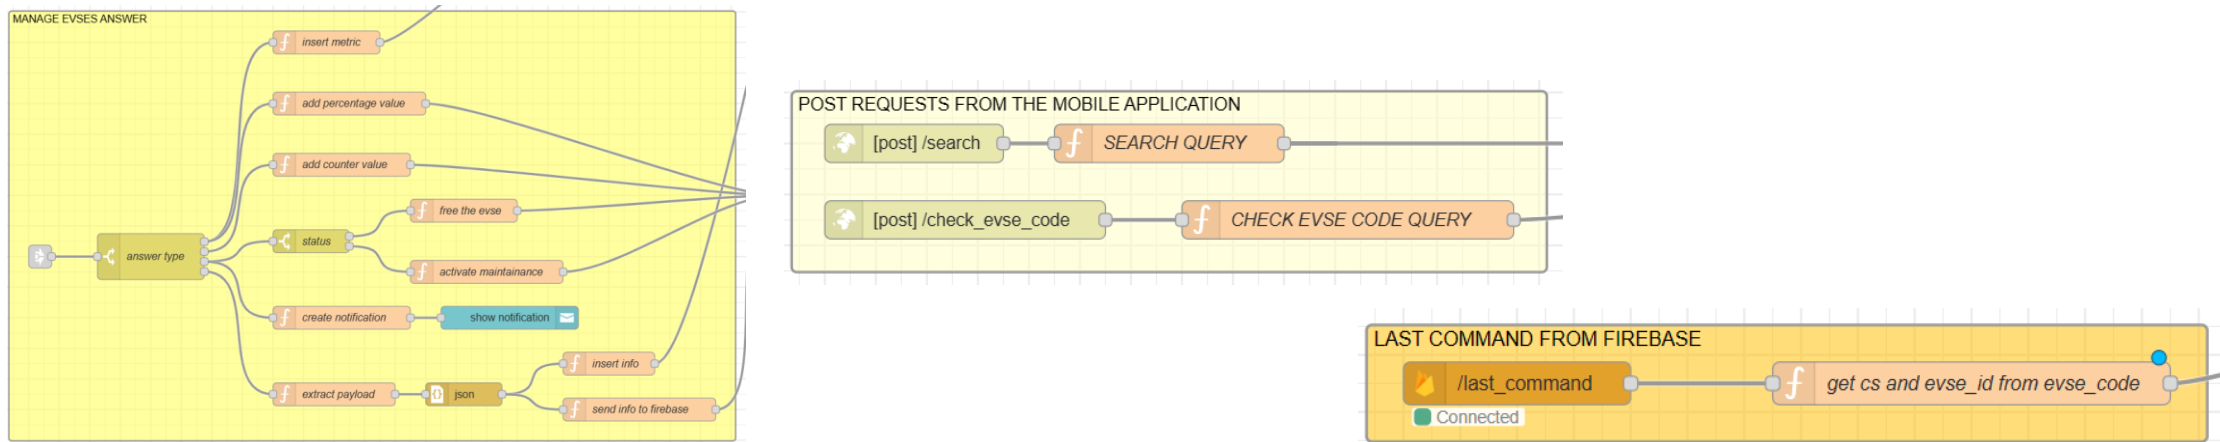 MANAGE EVSES ANSWER
insert metric
add percentage value
add counter value
free the evse
status
answer type
activate maintainance
create notification
show notification
insert info
extract payload
json
send info to firebase
POST REQUESTS FROM THE MOBILE APPLICATION
[post] /search
SEARCH QUERY
[post] /check_evse_code
CHECK EVSE CODE QUERY
LAST COMMAND FROM FIREBASE
/last_command
get cs and evse_id from evse_code
Connected